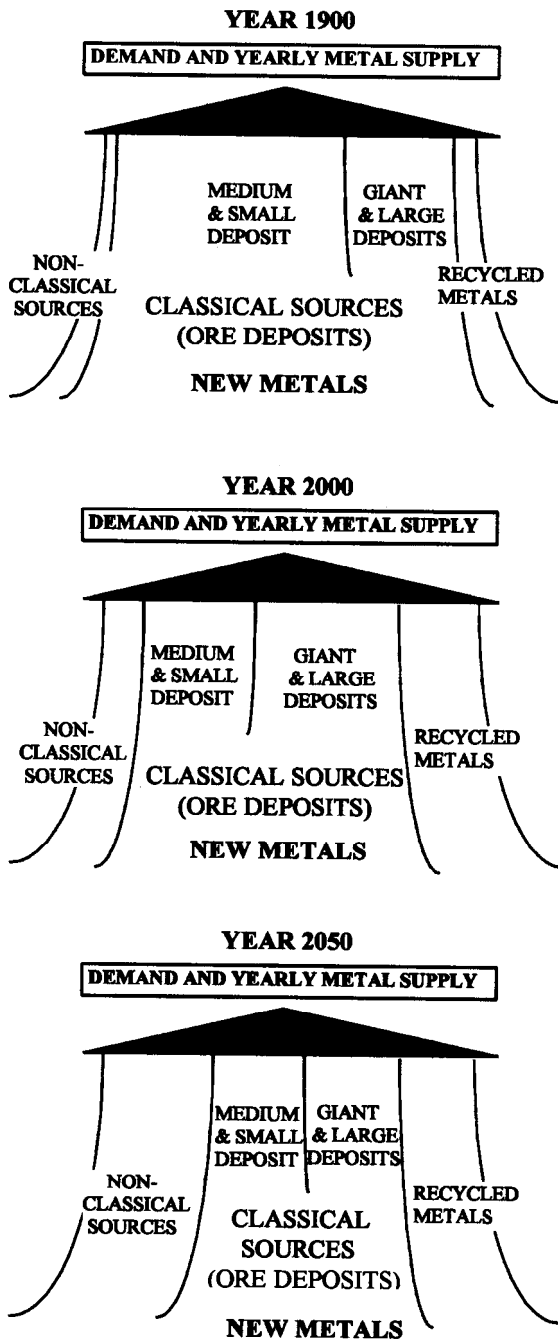 YEAR 1900
DEMAND AND YEARLY METAL SUPPLY
MEDIUM
& SMALL
DEPOSIT
GIANT
& LARGE
DEPOSITS
NON-
CLASSICAL
SOURCES
RECYCLED
METALS
CLASSICAL SOURCES
(ORE DEPOSITS)
NEW METALS
YEAR 2000
DEMAND AND YEARLY METAL SUPPLY
MEDIUM
& SMALL
DEPOSIT
GIANT
& LARGE
DEPOSITS
NON-
CLASSICAL
SOURCES
RECYCLED
METALS
CLASSICAL SOURCES
(ORE DEPOSITS)
NEW METALS
YEAR 2050
DEMAND AND YEARLY METAL SUPPLY
MEDIUM
& SMALL
DEPOSIT
GIANT
& LARGE
DEPOSITS
NON-
CLASSICAL
SOURCES
RECYCLED
METALS
CLASSICAL
SOURCES
(ORE DEPOSITS)
NEW METALS